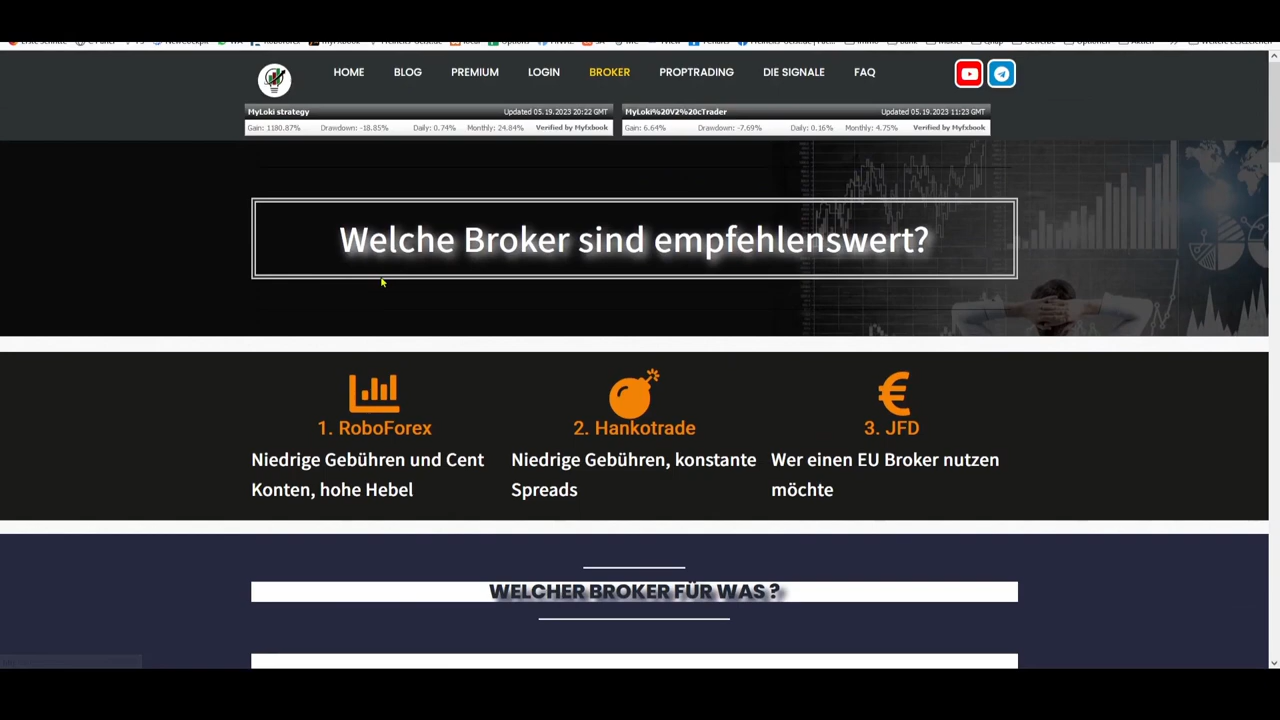 HOME BLOG PREMIUM LOGIN BROKER PROPTRADING DIE SIGNALE FAQ
MyLoki strategy Updated 05.19.2023 20:22 GMT
Gain: 1180.87% Drawdown: -18.85% Daily: 0.74% Monthly: 24.84% Verified by Myfxbook
MyLoki%20V2%20cTrader Updated 05.19.2023 11:23 GMT
Gain: 6.64% Drawdown: -7.69% Daily: 0.16% Monthly: 4.75% Verified by Myfxbook
Welche Broker sind empfehlenswert?
1. RoboForex
Niedrige Gebühren und Cent
Konten, hohe Hebel
2. Hankotrade
Niedrige Gebühren, konstante
Spreads
3. JFD
Wer einen EU Broker nutzen
möchte
WELCHER BROKER FÜR WAS ?